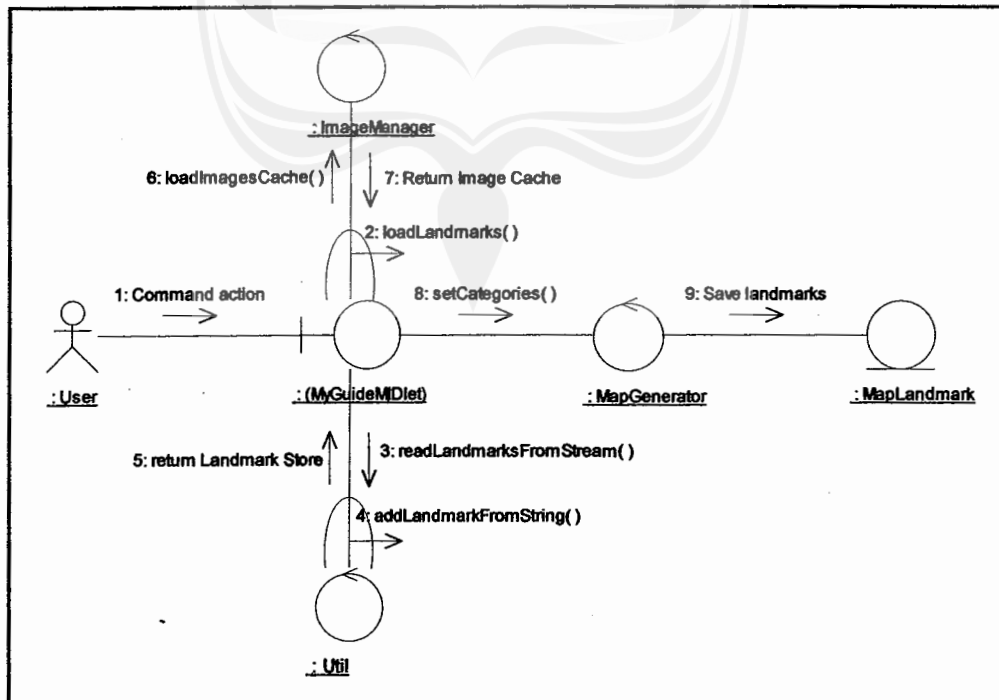 : ImageManager
6: loadImagesCache( )
7: Return Image Cache
2: loadLandmarks( )
1: Command action
8: setCategories( )
9: Save landmarks
: User
: (MyGuideMIDlet)
: MapGenerator
: MapLandmark
5: return Landmark Store
3: readLandmarksFromStream( )
4: addLandmarkFromString( )
: Util